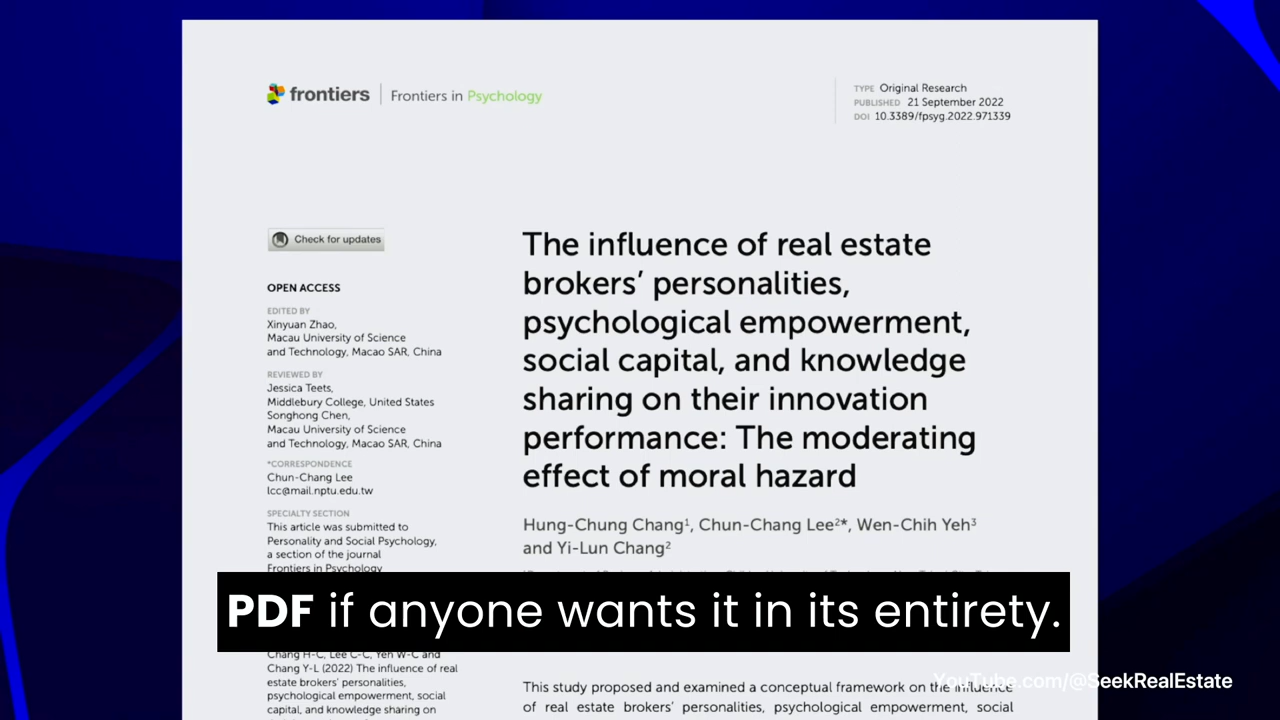 frontiers | Frontiers in Psychology
TYPE Original Research
PUBLISHED 21 September 2022
DOI 10.3389/fpsyg.2022.971339
Check for updates
OPEN ACCESS
EDITED BY
Xinyuan Zhao,
Macau University of Science
and Technology, Macao SAR, China
REVIEWED BY
Jessica Teets,
Middlebury College, United States
Songhong Chen,
Macau University of Science
and Technology, Macao SAR, China
*CORRESPONDENCE
Chun-Chang Lee
lcc@mail.nptu.edu.tw
SPECIALTY SECTION
This article was submitted to
Personality and Social Psychology,
a section of the journal
Frontiers in Psychology
Chang H-C, Lee C-C, Yeh W-C and
Chang Y-L (2022) The influence of real
estate brokers' personalities,
psychological empowerment, social
capital, and knowledge sharing on
The influence of real estate
brokers' personalities,
psychological empowerment,
social capital, and knowledge
sharing on their innovation
performance: The moderating
effect of moral hazard
Hung-Chung Chang¹, Chun-Chang Lee²*, Wen-Chih Yeh³
and Yi-Lun Chang²
PDF if anyone wants it in its entirety.
This study proposed and examined a conceptual framework on the influence
of real estate brokers' personalities, psychological empowerment, social
YouTube.com/@SeekRealEstate